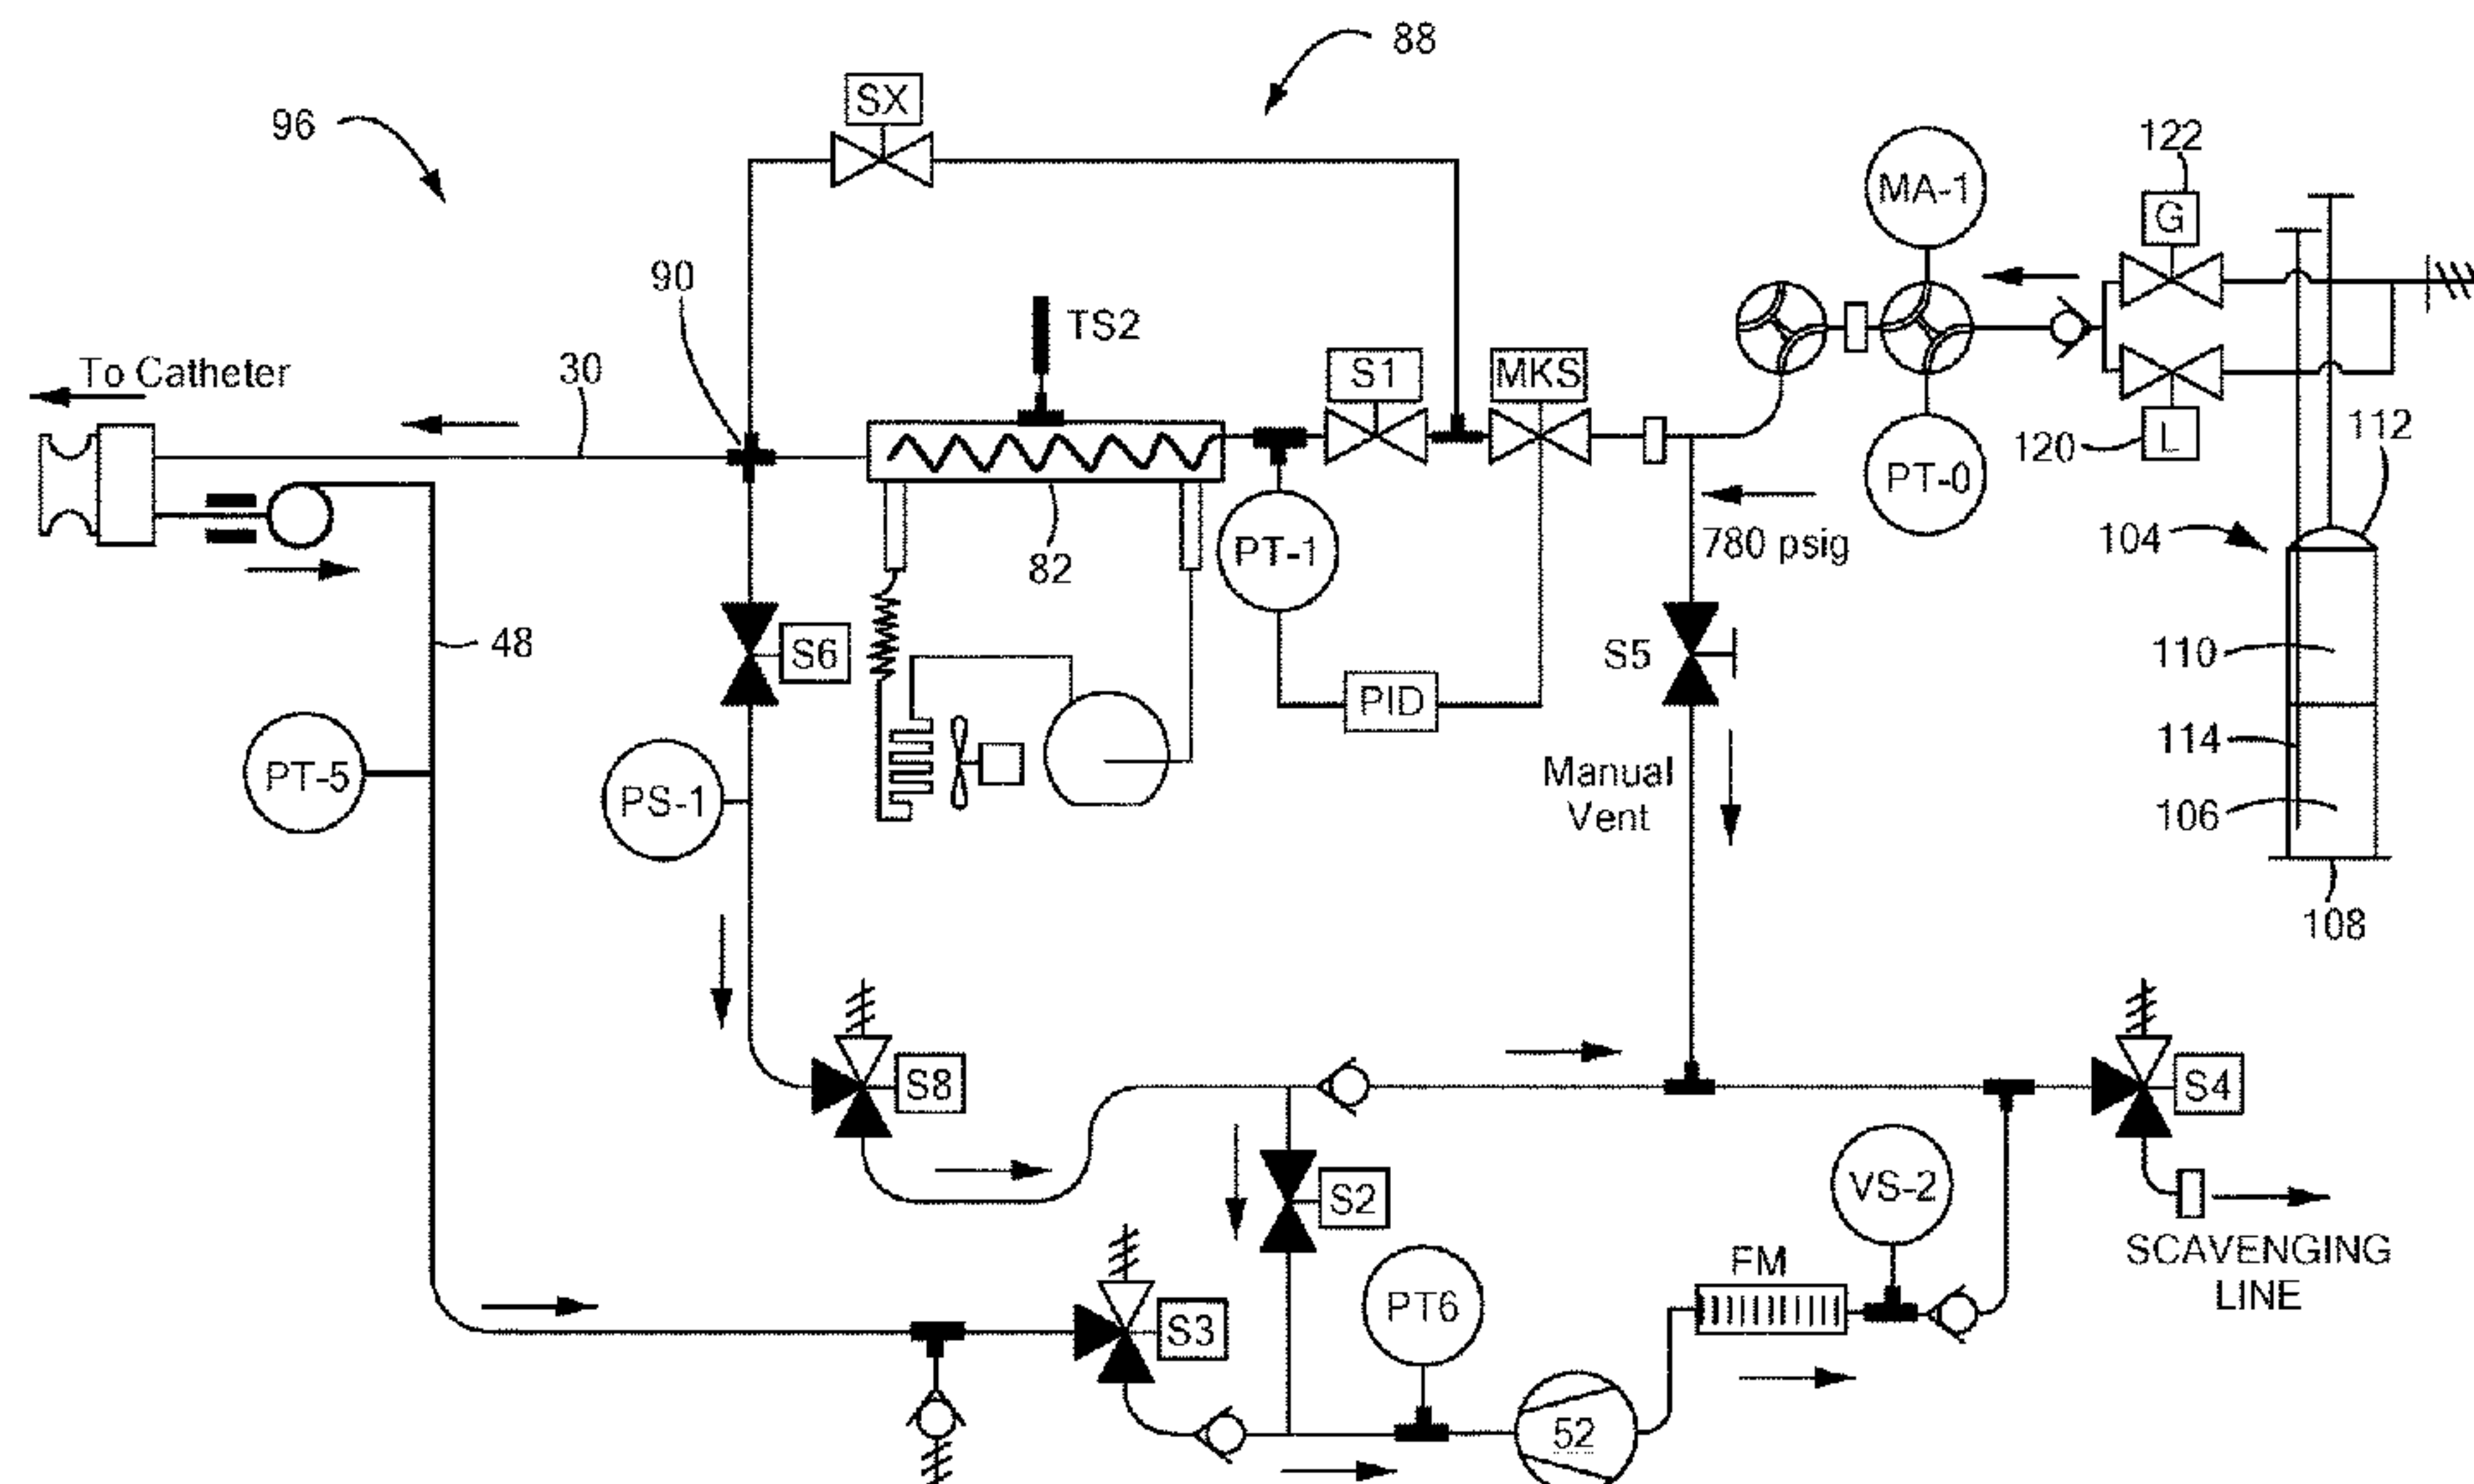 88
SX
96
122
MA-1
G
90
TS2
To Catheter
30
S1
MKS
120
L
112
PT-0
104
780 psig
PT-1
82
48
S6
S5
110
PID
114
PT-5
PS-1
Manual
Vent
106
108
S8
S4
S2
VS-2
SCAVENGING
LINE
FM
PT6
S3
52